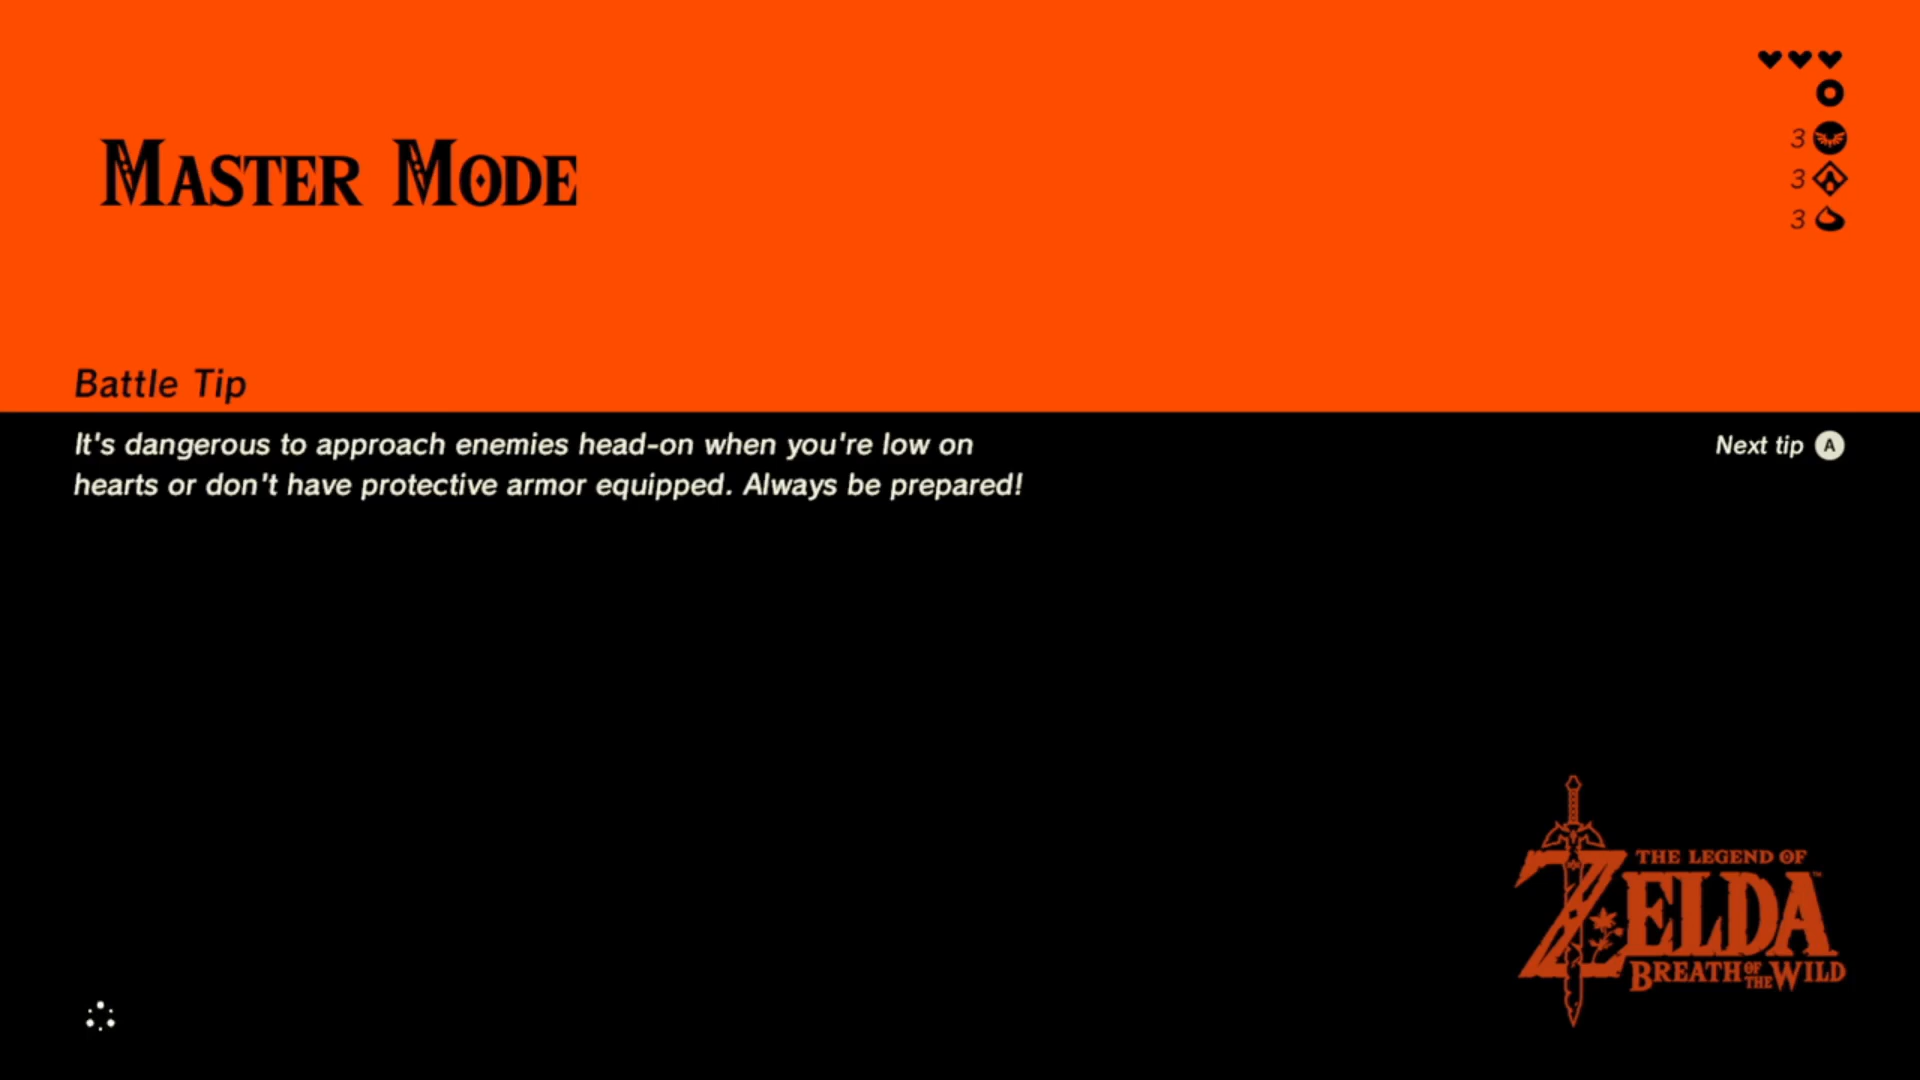 Master Mode
3
3
3
Battle Tip
It's dangerous to approach enemies head-on when you're low on
hearts or don't have protective armor equipped. Always be prepared!
Next tip A
THE LEGEND OF
ZELDA™
BREATH OF THE WILD